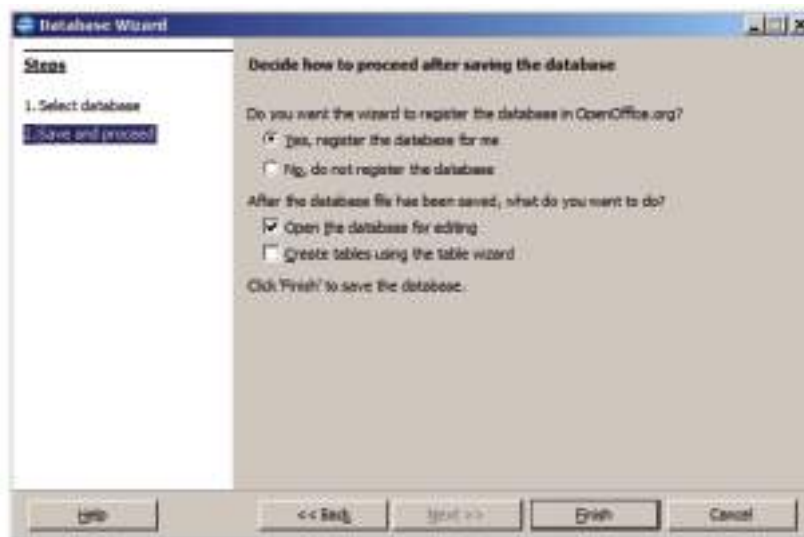 Database Wizard
Steps
1. Select database
2. Save and proceed
Decide how to proceed after saving the database
Do you want the wizard to register the database in OpenOffice.org?
Yes, register the database for me
No, do not register the database
After the database file has been saved, what do you want to do?
Open the database for editing
Create tables using the table wizard
Click 'Finish' to save the database.
Help
<< Back
Next >>
Finish
Cancel